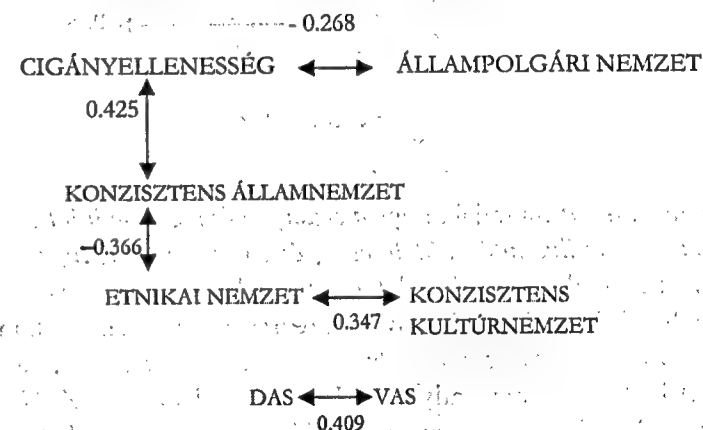 - 0.268
CIGÁNYELLENESSÉG ÁLLAMPOLGÁRI NEMZET
0.425
KONZISZTENS ÁLLAMNEMZET
–0.366
ETNIKAI NEMZET KONZISZTENS
0.347 KULTÚRNEMZET
DAS VAS
0.409